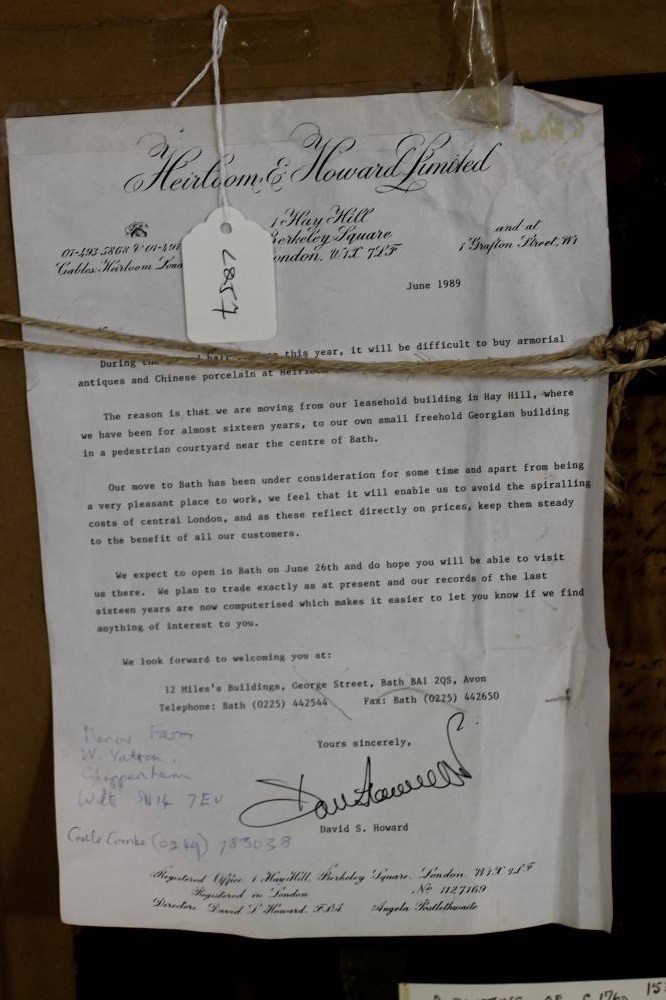 Heirloom & Howard Limited
1 Hay Hill
Berkeley Square
London, W1X 7LF
01-493 5868 & 01-491
Cables: Heirloom Lond
and at
1 Grafton Street, W1
L857
June 1989
During the this year, it will be difficult to buy armorial
antiques and Chinese porcelain at
The reason is that we are moving from our leasehold building in Hay Hill, where
we have been for almost sixteen years, to our own small freehold Georgian building
in a pedestrian courtyard near the centre of Bath.
Our move to Bath has been under consideration for some time and apart from being
a very pleasant place to work, we feel that it will enable us to avoid the spiralling
costs of central London, and as these reflect directly on prices, keep them steady
to the benefit of all our customers.
We expect to open in Bath on June 26th and do hope you will be able to visit
us there. We plan to trade exactly as at present and our records of the last
sixteen years are now computerised which makes it easier to let you know if we find
anything of interest to you.
We look forward to welcoming you at:
12 Miles's Buildings, George Street, Bath BA1 2QS, Avon
Telephone: Bath (0225) 442544 Fax: Bath (0225) 442650
Yours sincerely,
David S. Howard
Manor Farm
W. Yatton,
Chippenham
Wilts SN14 7EU
Castle Combe (0249) 783038
Registered Office: 1 Hay Hill, Berkeley Square, London W1X 7LF
Registered in London No 1127169
Directors: David S. Howard, F.S.A. Angela Postlethwaite
OF C 1760